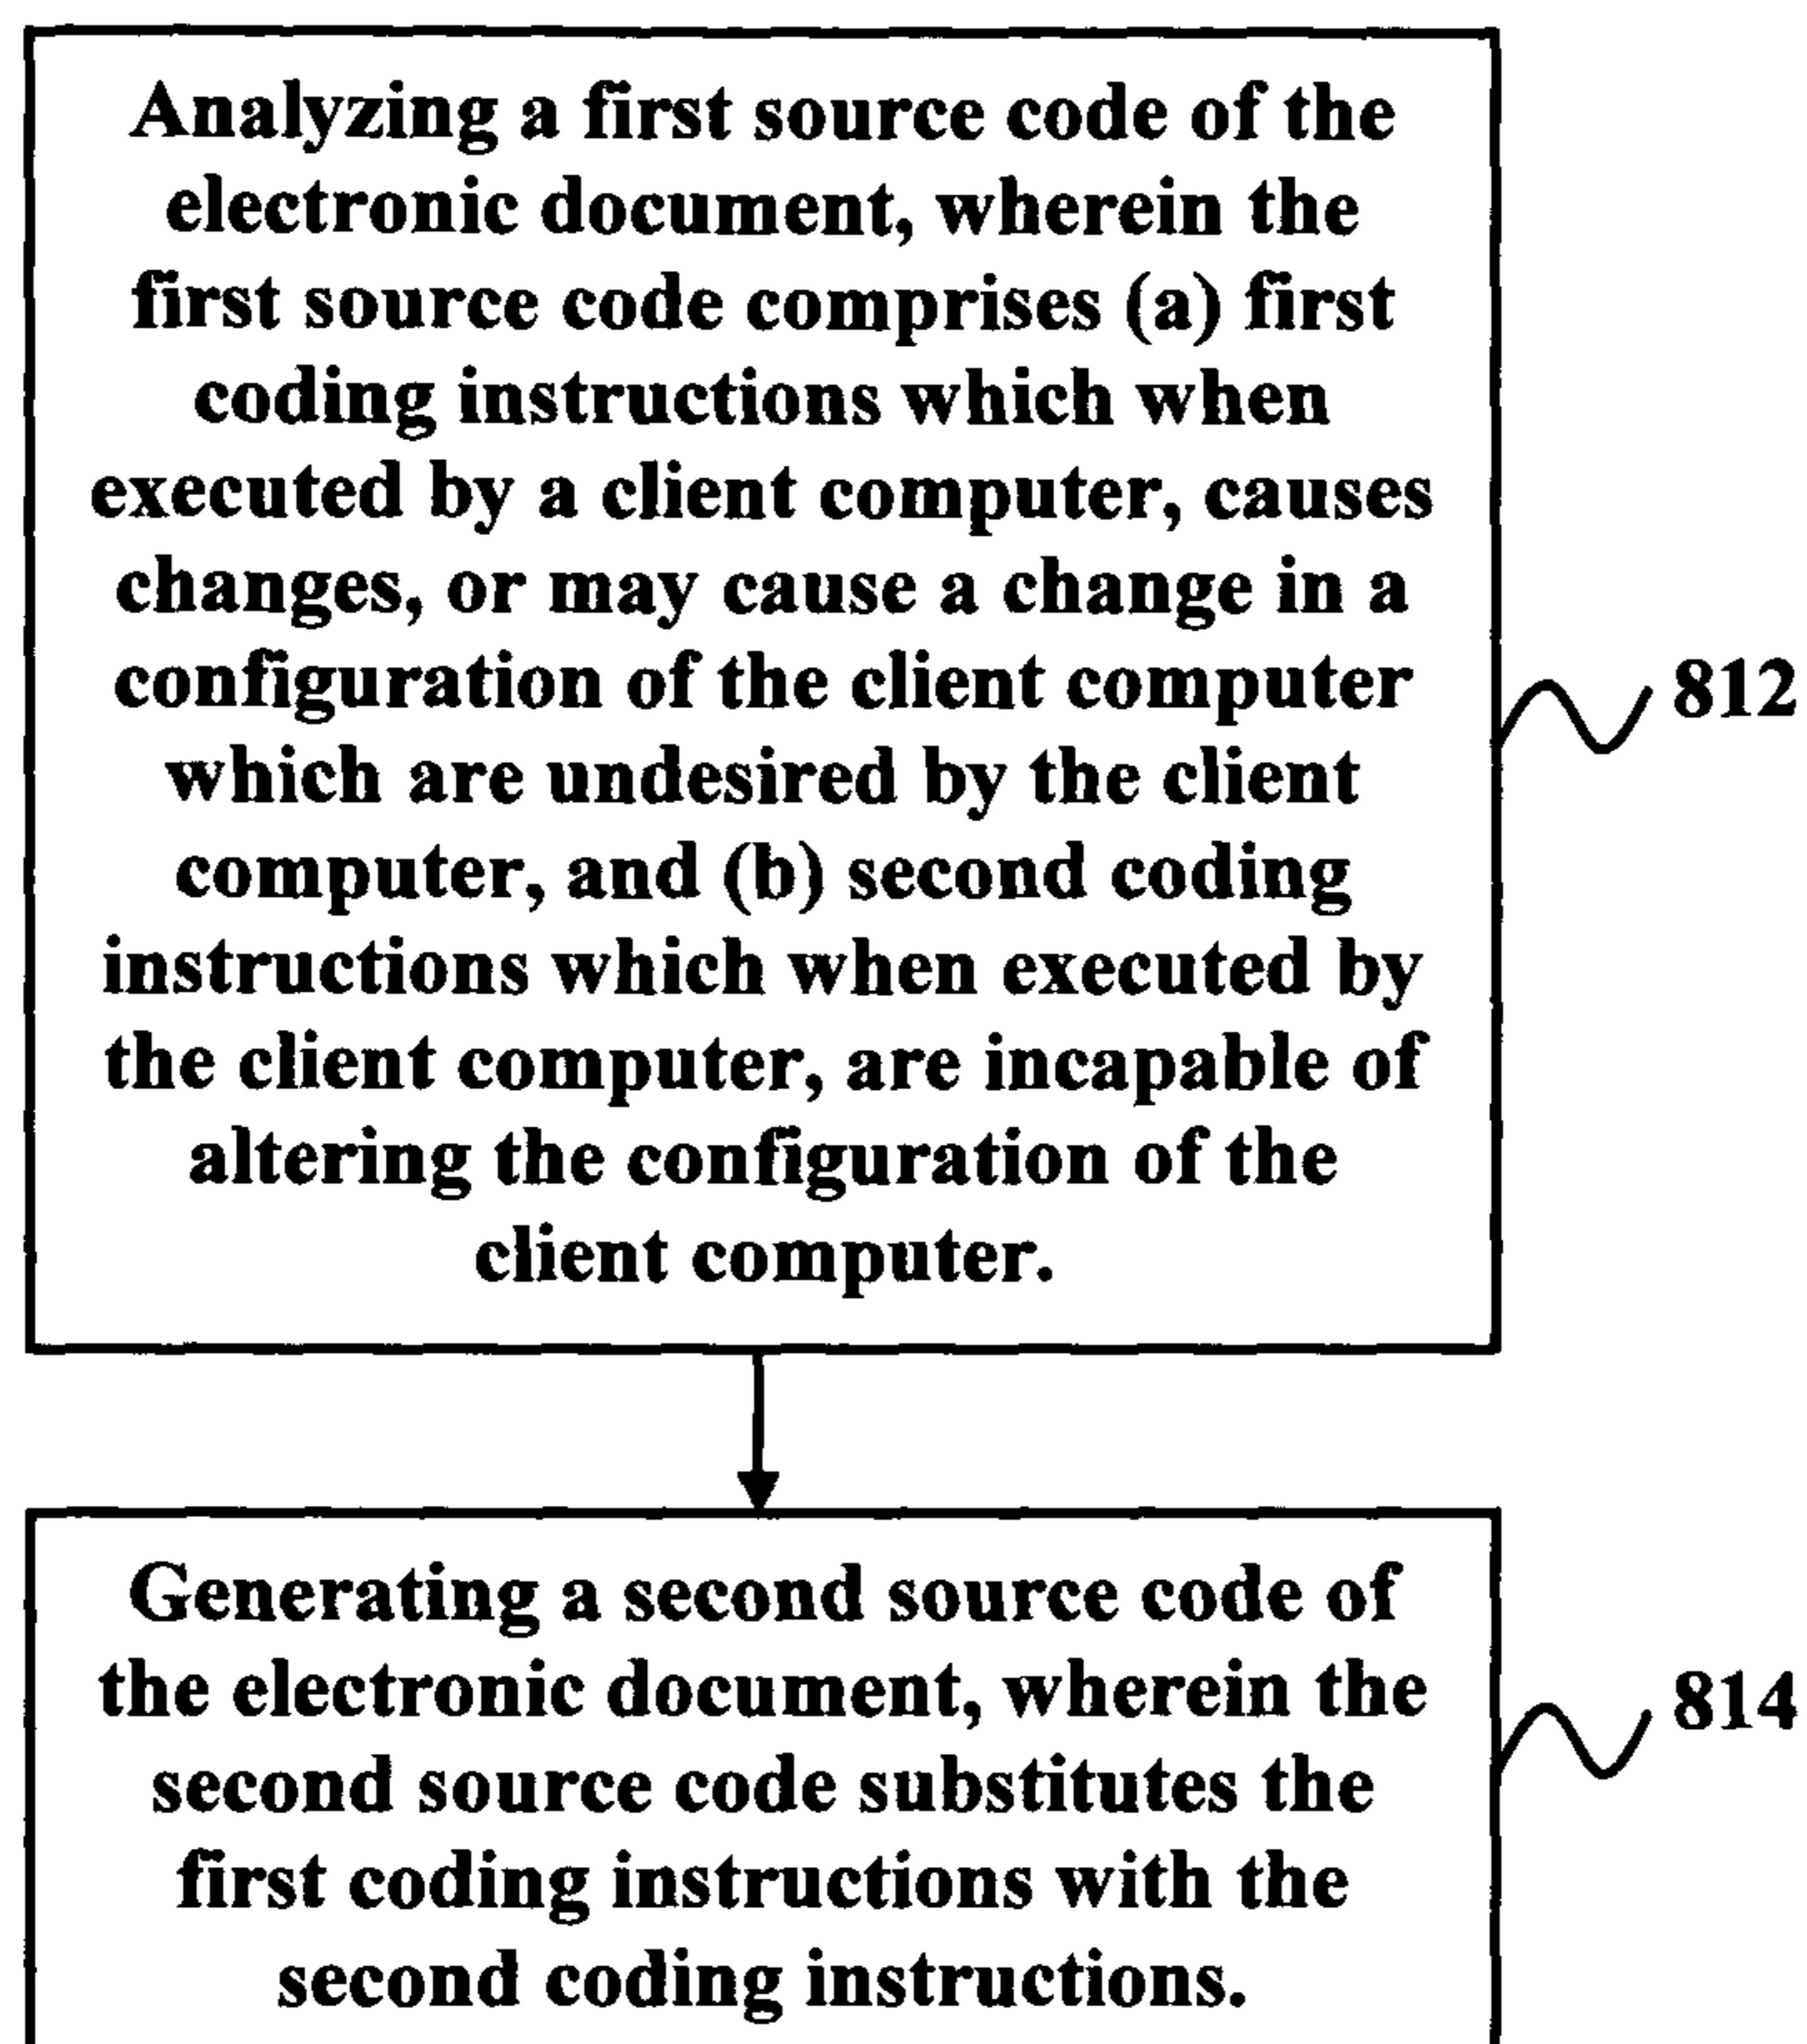 Analyzing a first source code of the
electronic document, wherein the
first source code comprises (a) first
coding instructions which when
executed by a client computer, causes
changes, or may cause a change in a
configuration of the client computer
which are undesired by the client
computer, and (b) second coding
instructions which when executed by
the client computer, are incapable of
altering the configuration of the
client computer.
812
Generating a second source code of
the electronic document, wherein the
second source code substitutes the
first coding instructions with the
second coding instructions.
814